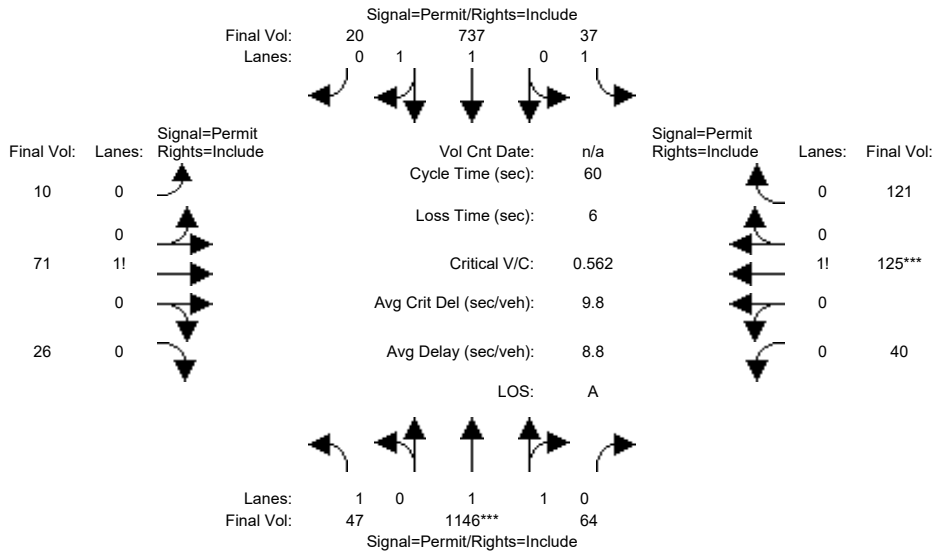 Signal=Permit/Rights=Include
Final Vol: 20 737 37
Lanes: 0 1 1 0 1
Signal=Permit
Final Vol: Lanes: Rights=Include
Vol Cnt Date: n/a
Signal=Permit
Rights=Include Lanes: Final Vol:
Cycle Time (sec): 60
10 0
0 121
Loss Time (sec): 6
0
0
71 1!
Critical V/C: 0.562
1! 125***
0
Avg Crit Del (sec/veh): 9.8
0
26 0
Avg Delay (sec/veh): 8.8
0 40
LOS: A
Lanes: 1 0 1 1 0
Final Vol: 47 1146*** 64
Signal=Permit/Rights=Include